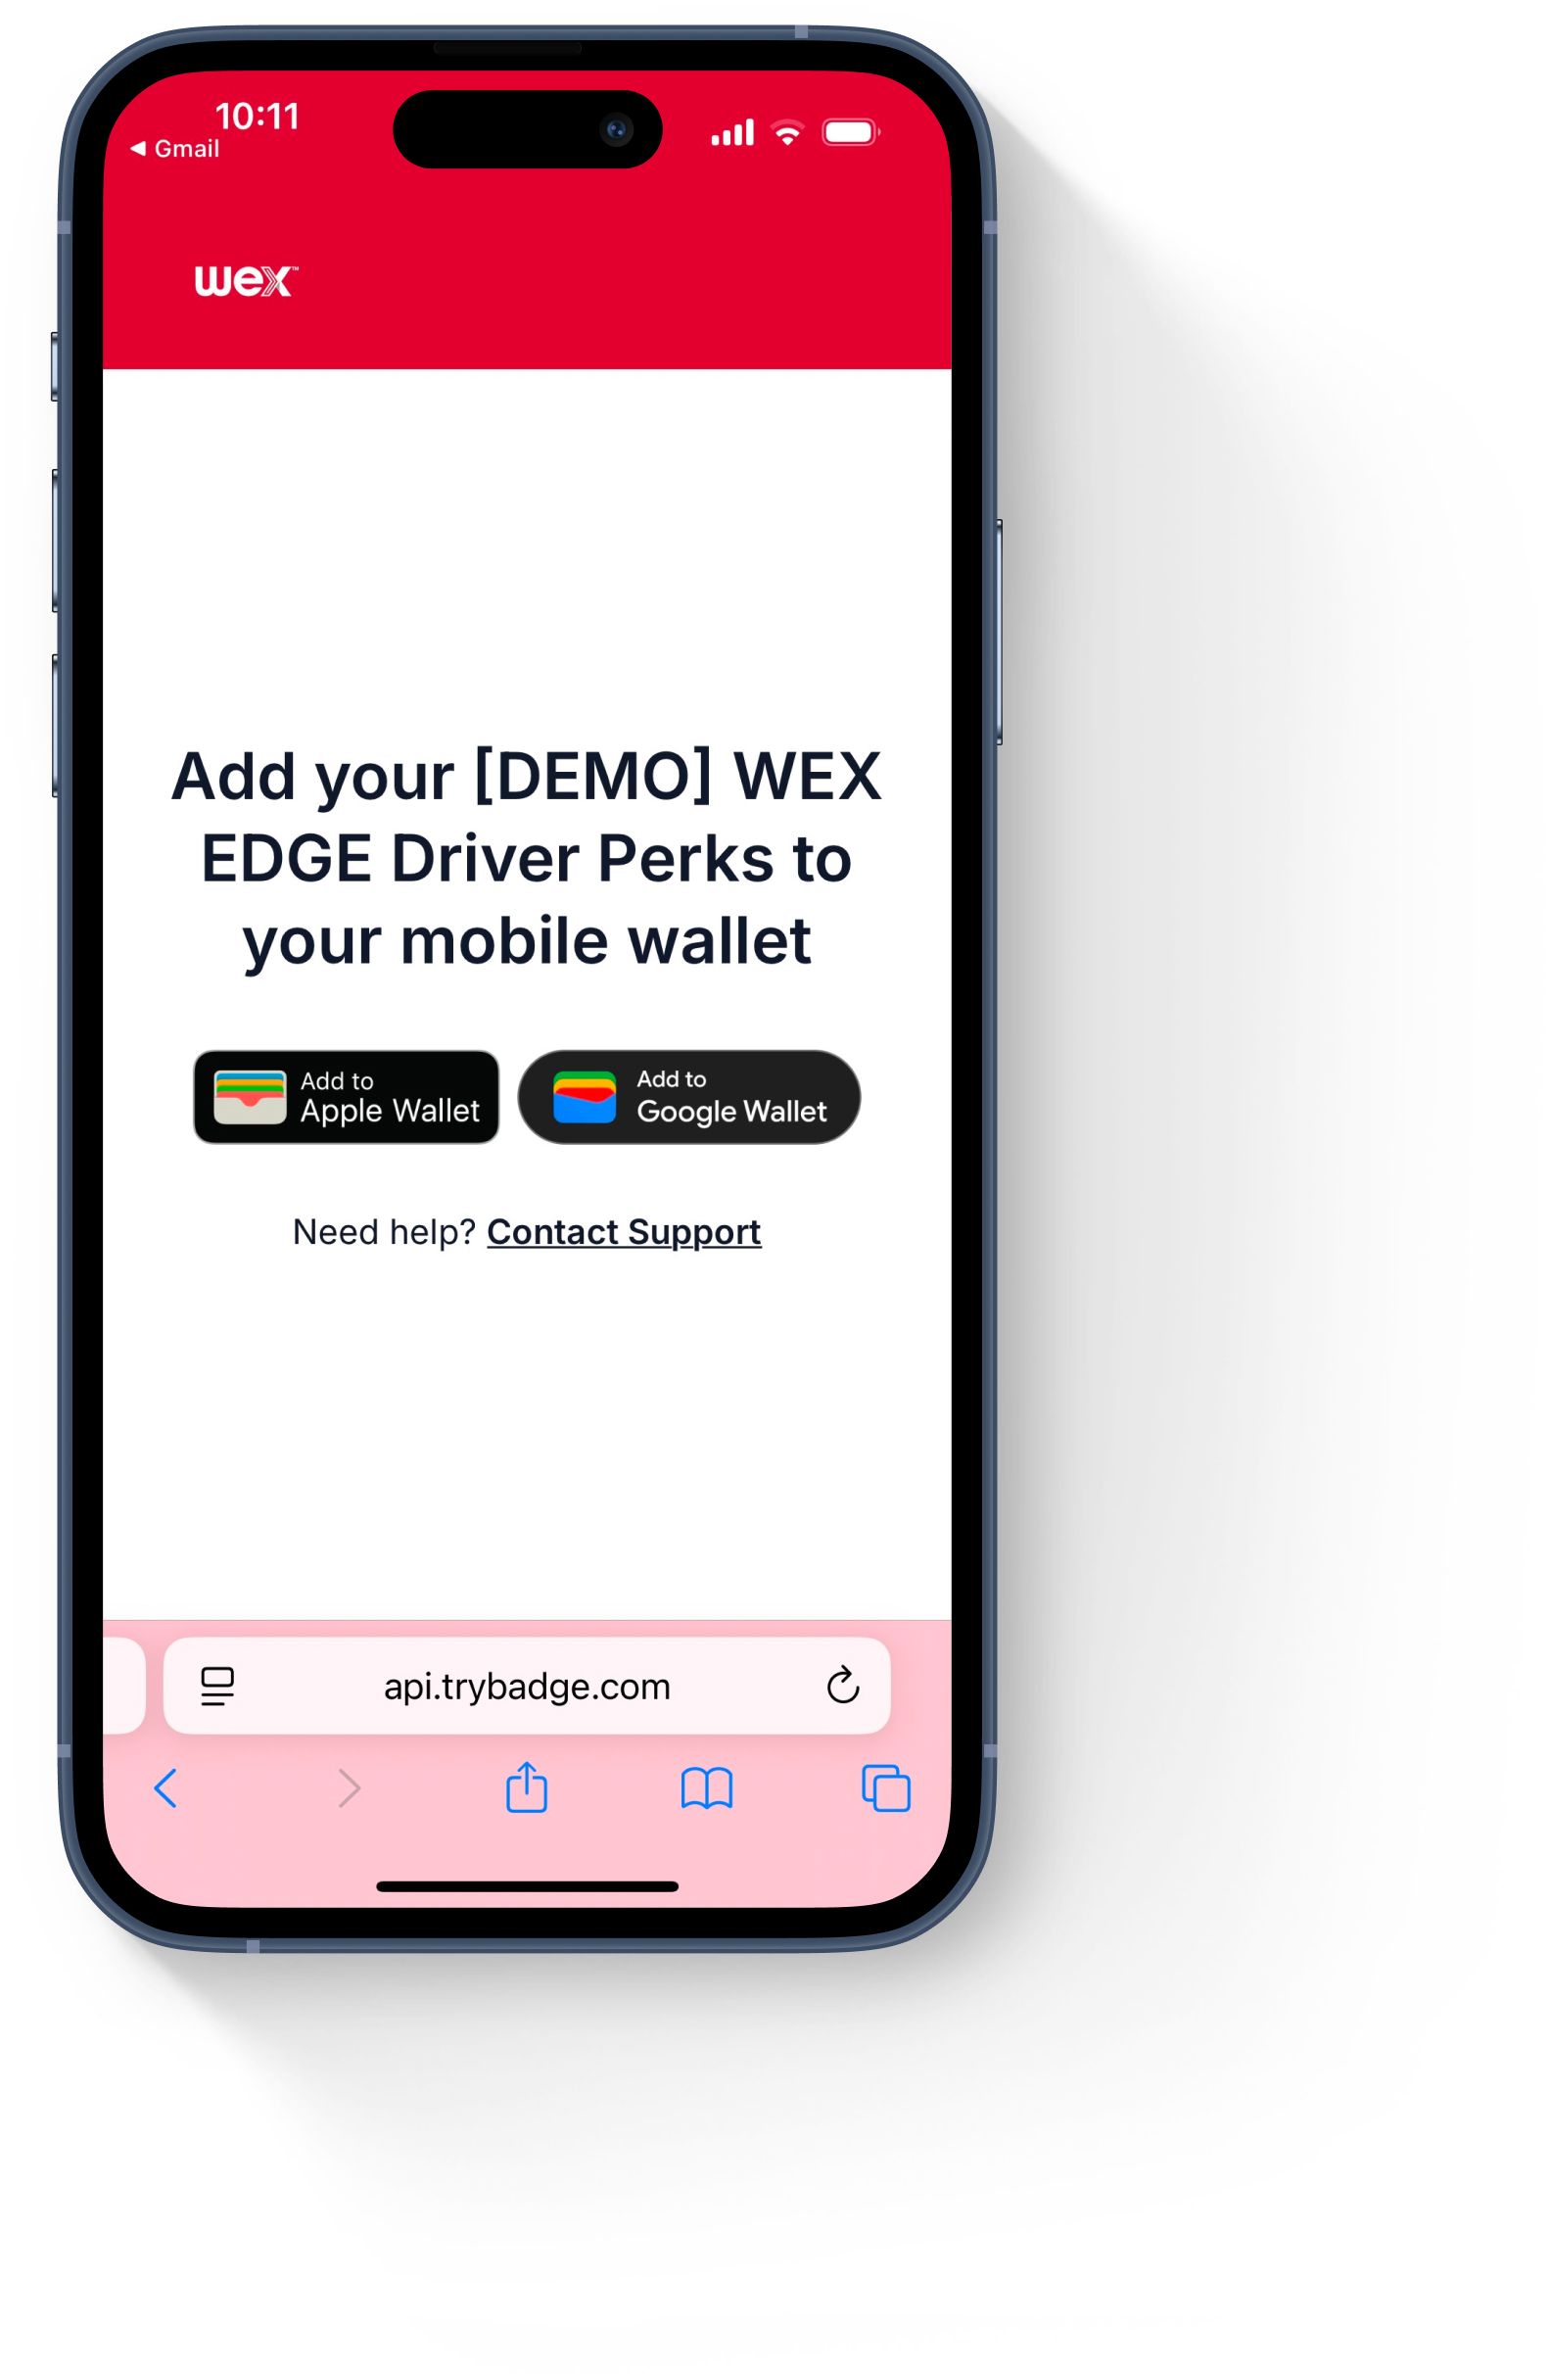 10:11
Gmail
wex™
Add your [DEMO] WEX
EDGE Driver Perks to
your mobile wallet
Add to
Apple Wallet
Add to
Google Wallet
Need help? Contact Support
api.trybadge.com